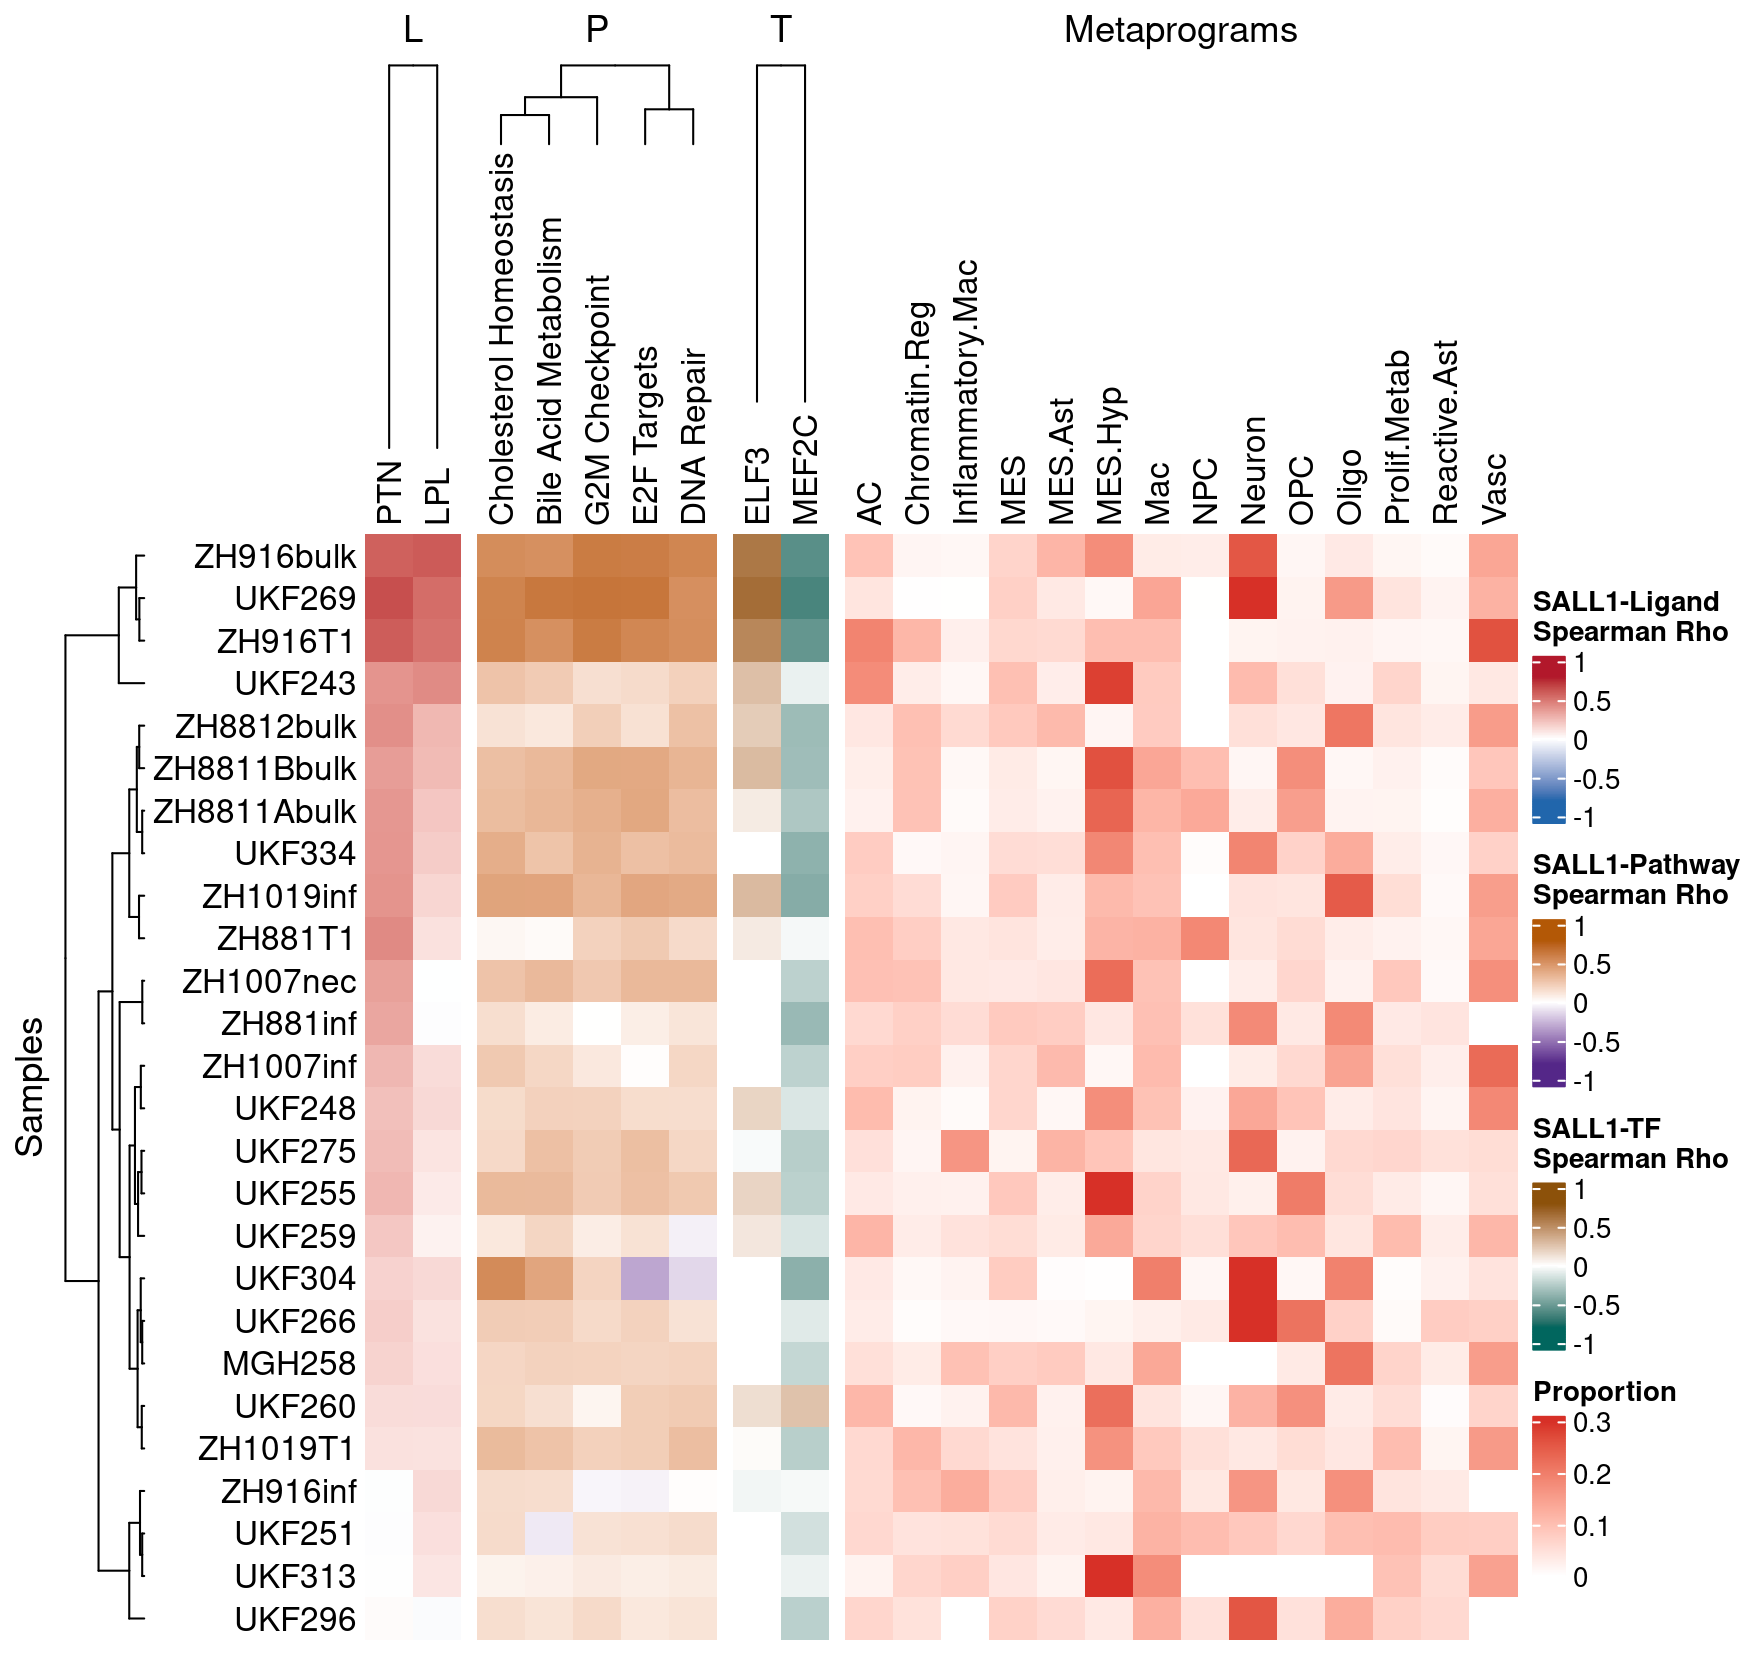 L P T Metaprograms
PTN
LPL
Cholesterol Homeostasis
Bile Acid Metabolism
G2M Checkpoint
E2F Targets
DNA Repair
ELF3
MEF2C
AC
Chromatin.Reg
Inflammatory.Mac
MES
MES.Ast
MES.Hyp
Mac
NPC
Neuron
OPC
Oligo
Prolif.Metab
Reactive.Ast
Vasc
Samples
ZH916bulk
UKF269
ZH916T1
UKF243
ZH8812bulk
ZH8811Bbulk
ZH8811Abulk
UKF334
ZH1019inf
ZH881T1
ZH1007nec
ZH881inf
ZH1007inf
UKF248
UKF275
UKF255
UKF259
UKF304
UKF266
MGH258
UKF260
ZH1019T1
ZH916inf
UKF251
UKF313
UKF296
SALL1-Ligand
Spearman Rho
1
0.5
0
-0.5
-1
SALL1-Pathway
Spearman Rho
1
0.5
0
-0.5
-1
SALL1-TF
Spearman Rho
1
0.5
0
-0.5
-1
Proportion
0.3
0.2
0.1
0